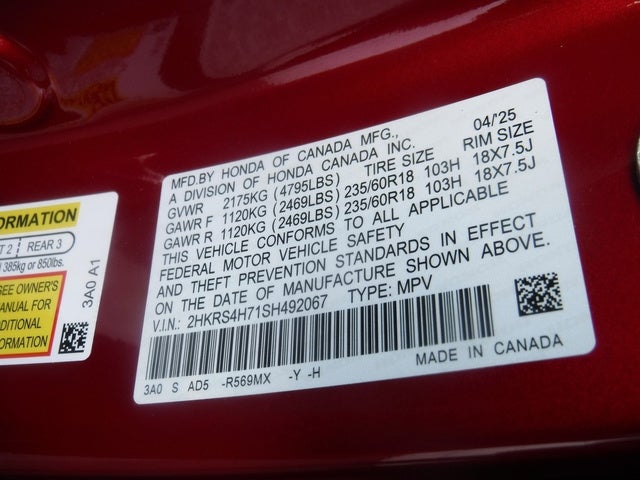 MFD.BY HONDA OF CANADA MFG., 04/'25
A DIVISION OF HONDA CANADA INC.
GVWR 2175KG (4795LBS) TIRE SIZE RIM SIZE
GAWR F 1120KG (2469LBS) 235/60R18 103H 18X7.5J
GAWR R 1120KG (2469LBS) 235/60R18 103H 18X7.5J
THIS VEHICLE CONFORMS TO ALL APPLICABLE
FEDERAL MOTOR VEHICLE SAFETY
AND THEFT PREVENTION STANDARDS IN EFFECT
ON THE DATE OF MANUFACTURE SHOWN ABOVE.
V.I.N.: 2HKRS4H71SH492067 TYPE: MPV
3A0 S AD5 -R569MX -Y -H MADE IN CANADA
ORMATION
T 2 REAR 3
385kg or 850lbs.
SEE OWNER'S
MANUAL FOR
DDITIONAL
FORMATION
3A0 A1